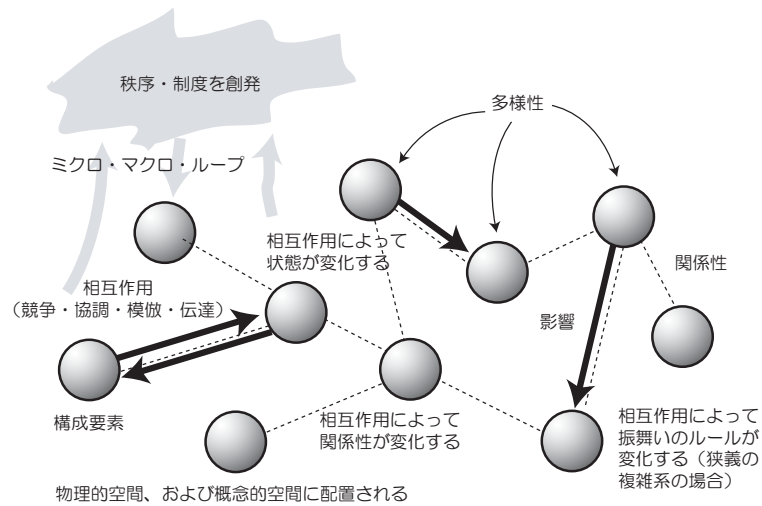 秩序・制度を創発
多様性
ミクロ・マクロ・ループ
相互作用によって
状態が変化する
関係性
相互作用
（競争・協調・模倣・伝達）
影響
構成要素
相互作用によって
関係性が変化する
相互作用によって
振舞いのルールが
変化する（狭義の
複雑系の場合）
物理的空間、および概念的空間に配置される